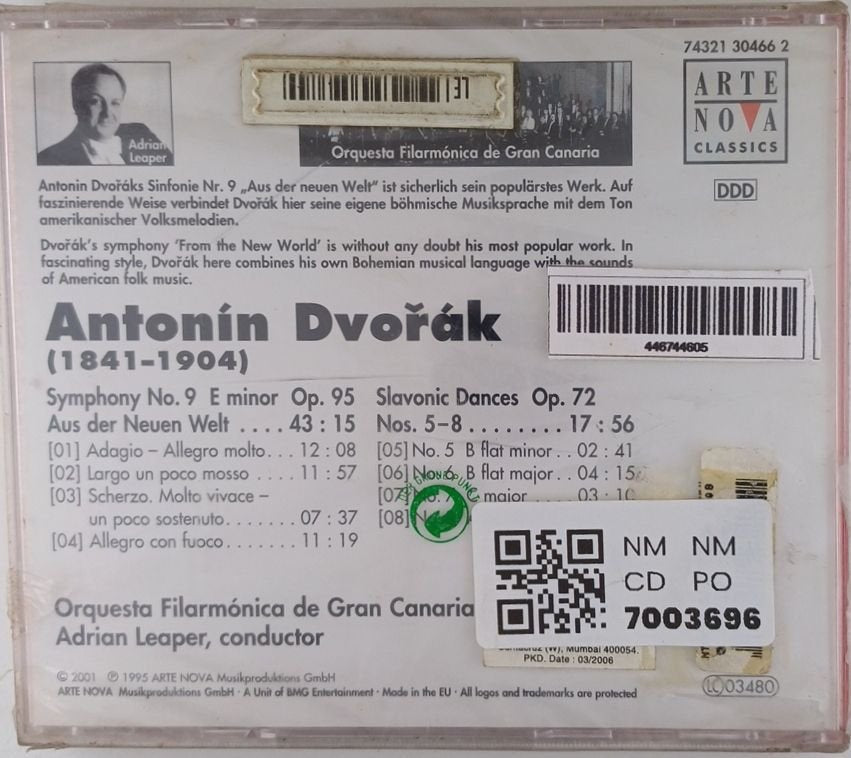 74321 30466 2
ARTE
NOVA
CLASSICS
DDD
Adrian
Leaper
Orquesta Filarmónica de Gran Canaria
Antonin Dvořáks Sinfonie Nr. 9 „Aus der neuen Welt“ ist sicherlich sein populärstes Werk. Auf
faszinierende Weise verbindet Dvořák hier seine eigene böhmische Musiksprache mit dem Ton
amerikanischer Volksmelodien.
Dvořák's symphony 'From the New World' is without any doubt his most popular work. In
fascinating style, Dvořák here combines his own Bohemian musical language with the sounds
of American folk music.
446744605
Antonín Dvořák
(1841–1904)
Symphony No. 9 E minor Op. 95
Aus der Neuen Welt .... 43 : 15
[01] Adagio – Allegro molto... 12 : 08
[02] Largo un poco mosso .... 11 : 57
[03] Scherzo. Molto vivace –
un poco sostenuto....... 07 : 37
[04] Allegro con fuoco....... 11 : 19
Slavonic Dances Op. 72
Nos. 5–8 ........ 17 : 56
[05] No. 5 B flat minor .. 02 : 41
[06] No. 6 B flat major .. 04 : 15
[07] major .... 03 : 10
[08]
NM NM
CD PO
7003696
(W), Mumbai 400054.
PKD. Date : 03/2006
Orquesta Filarmónica de Gran Canaria
Adrian Leaper, conductor
© 2001 ℗ 1995 ARTE NOVA Musikproduktions GmbH
ARTE NOVA Musikproduktions GmbH · A Unit of BMG Entertainment · Made in the EU · All logos and trademarks are protected
LC 03480